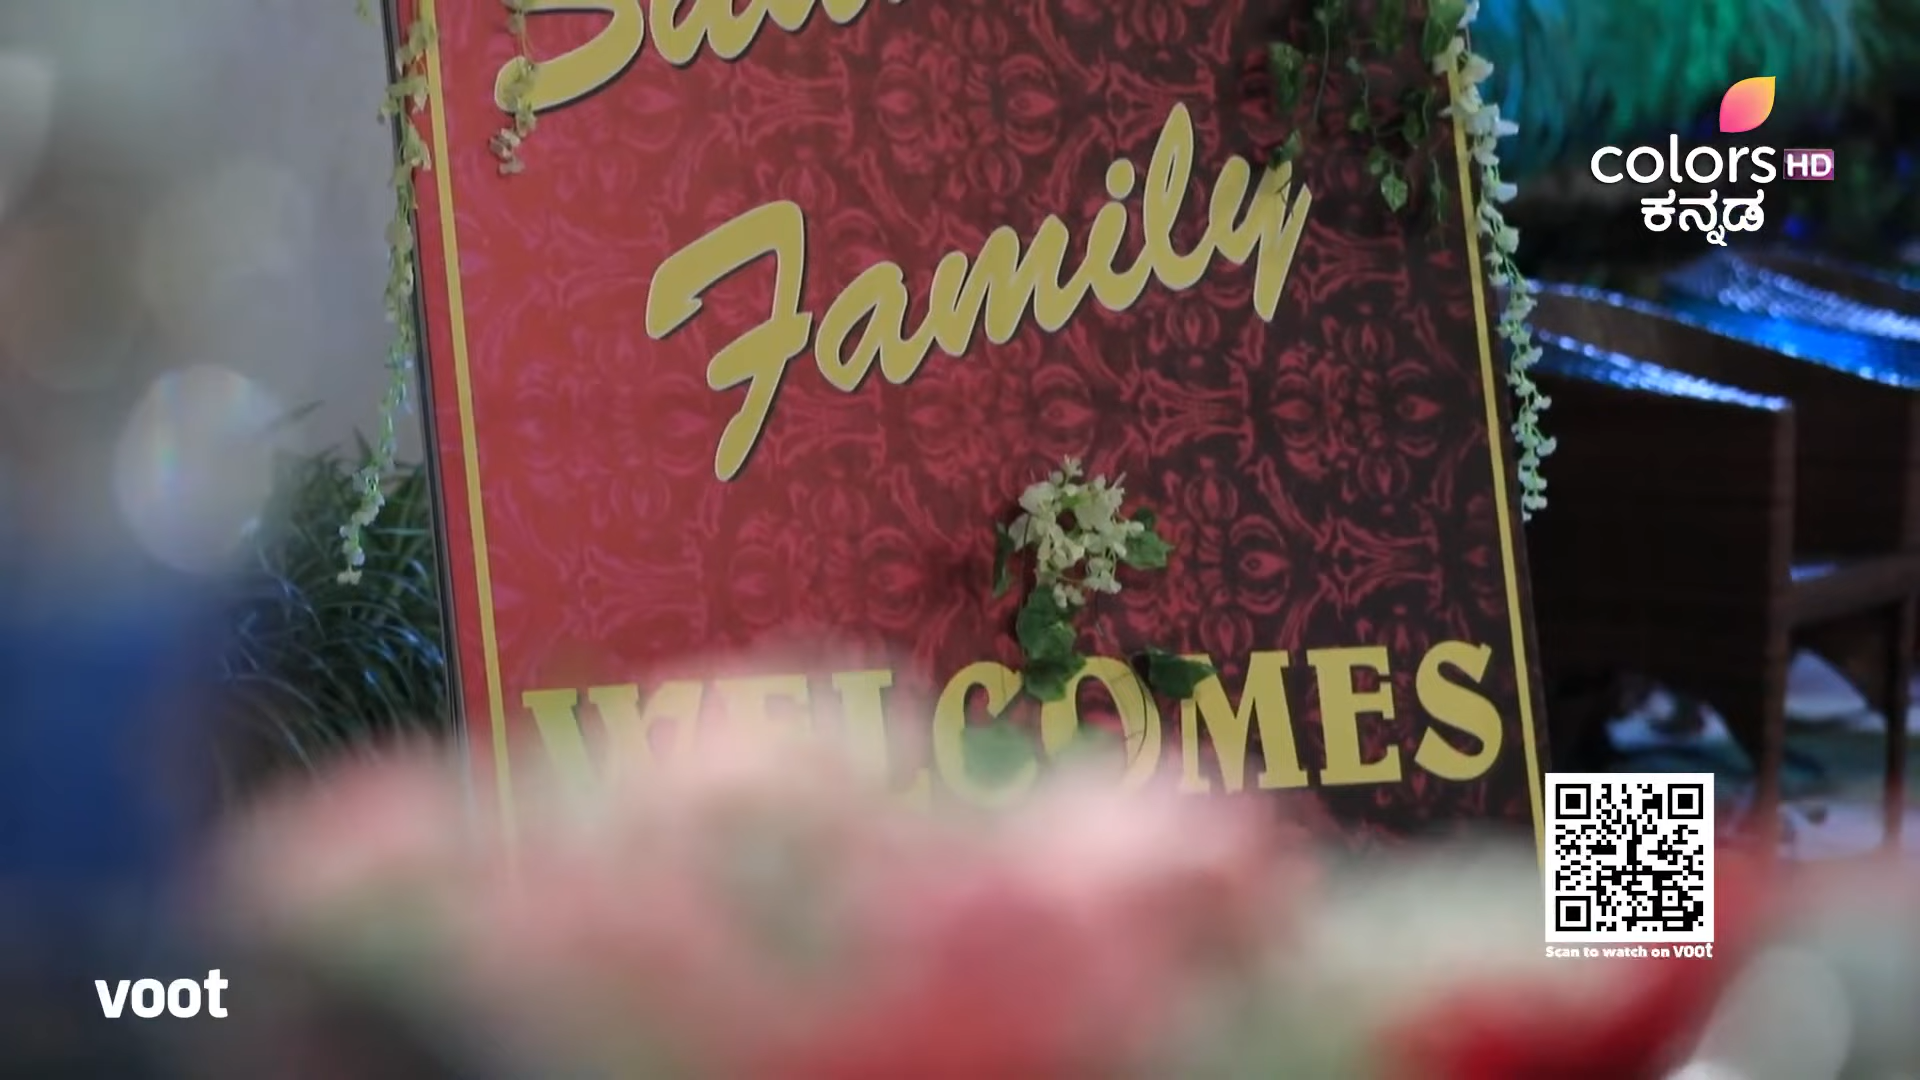 Family
WELCOMES
colors HD
ಕನ್ನಡ
Scan to watch on voot
voot